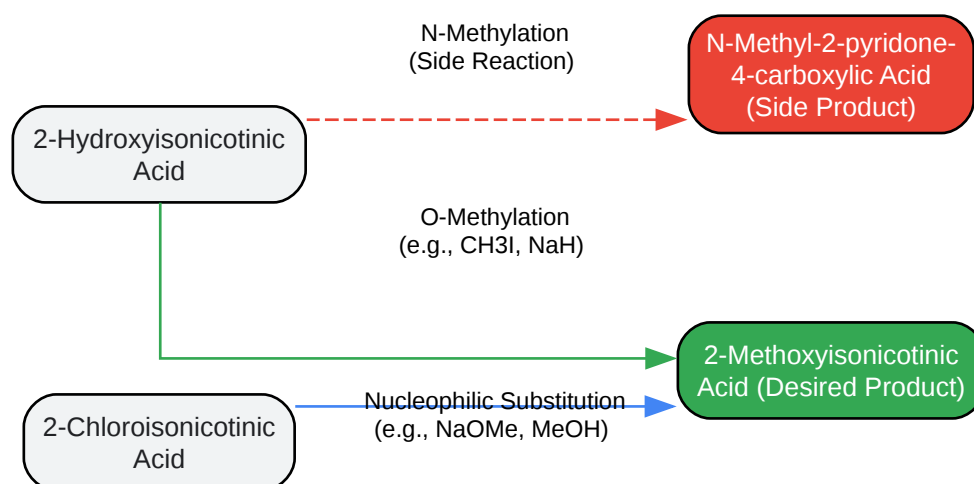 N-Methylation
(Side Reaction)
N-Methyl-2-pyridone-
4-carboxylic Acid
(Side Product)
2-Hydroxyisonicotinic
Acid
O-Methylation
(e.g., CH3I, NaH)
2-Methoxyisonicotinic
Acid (Desired Product)
Nucleophilic Substitution
(e.g., NaOMe, MeOH)
2-Chloroisonicotinic
Acid